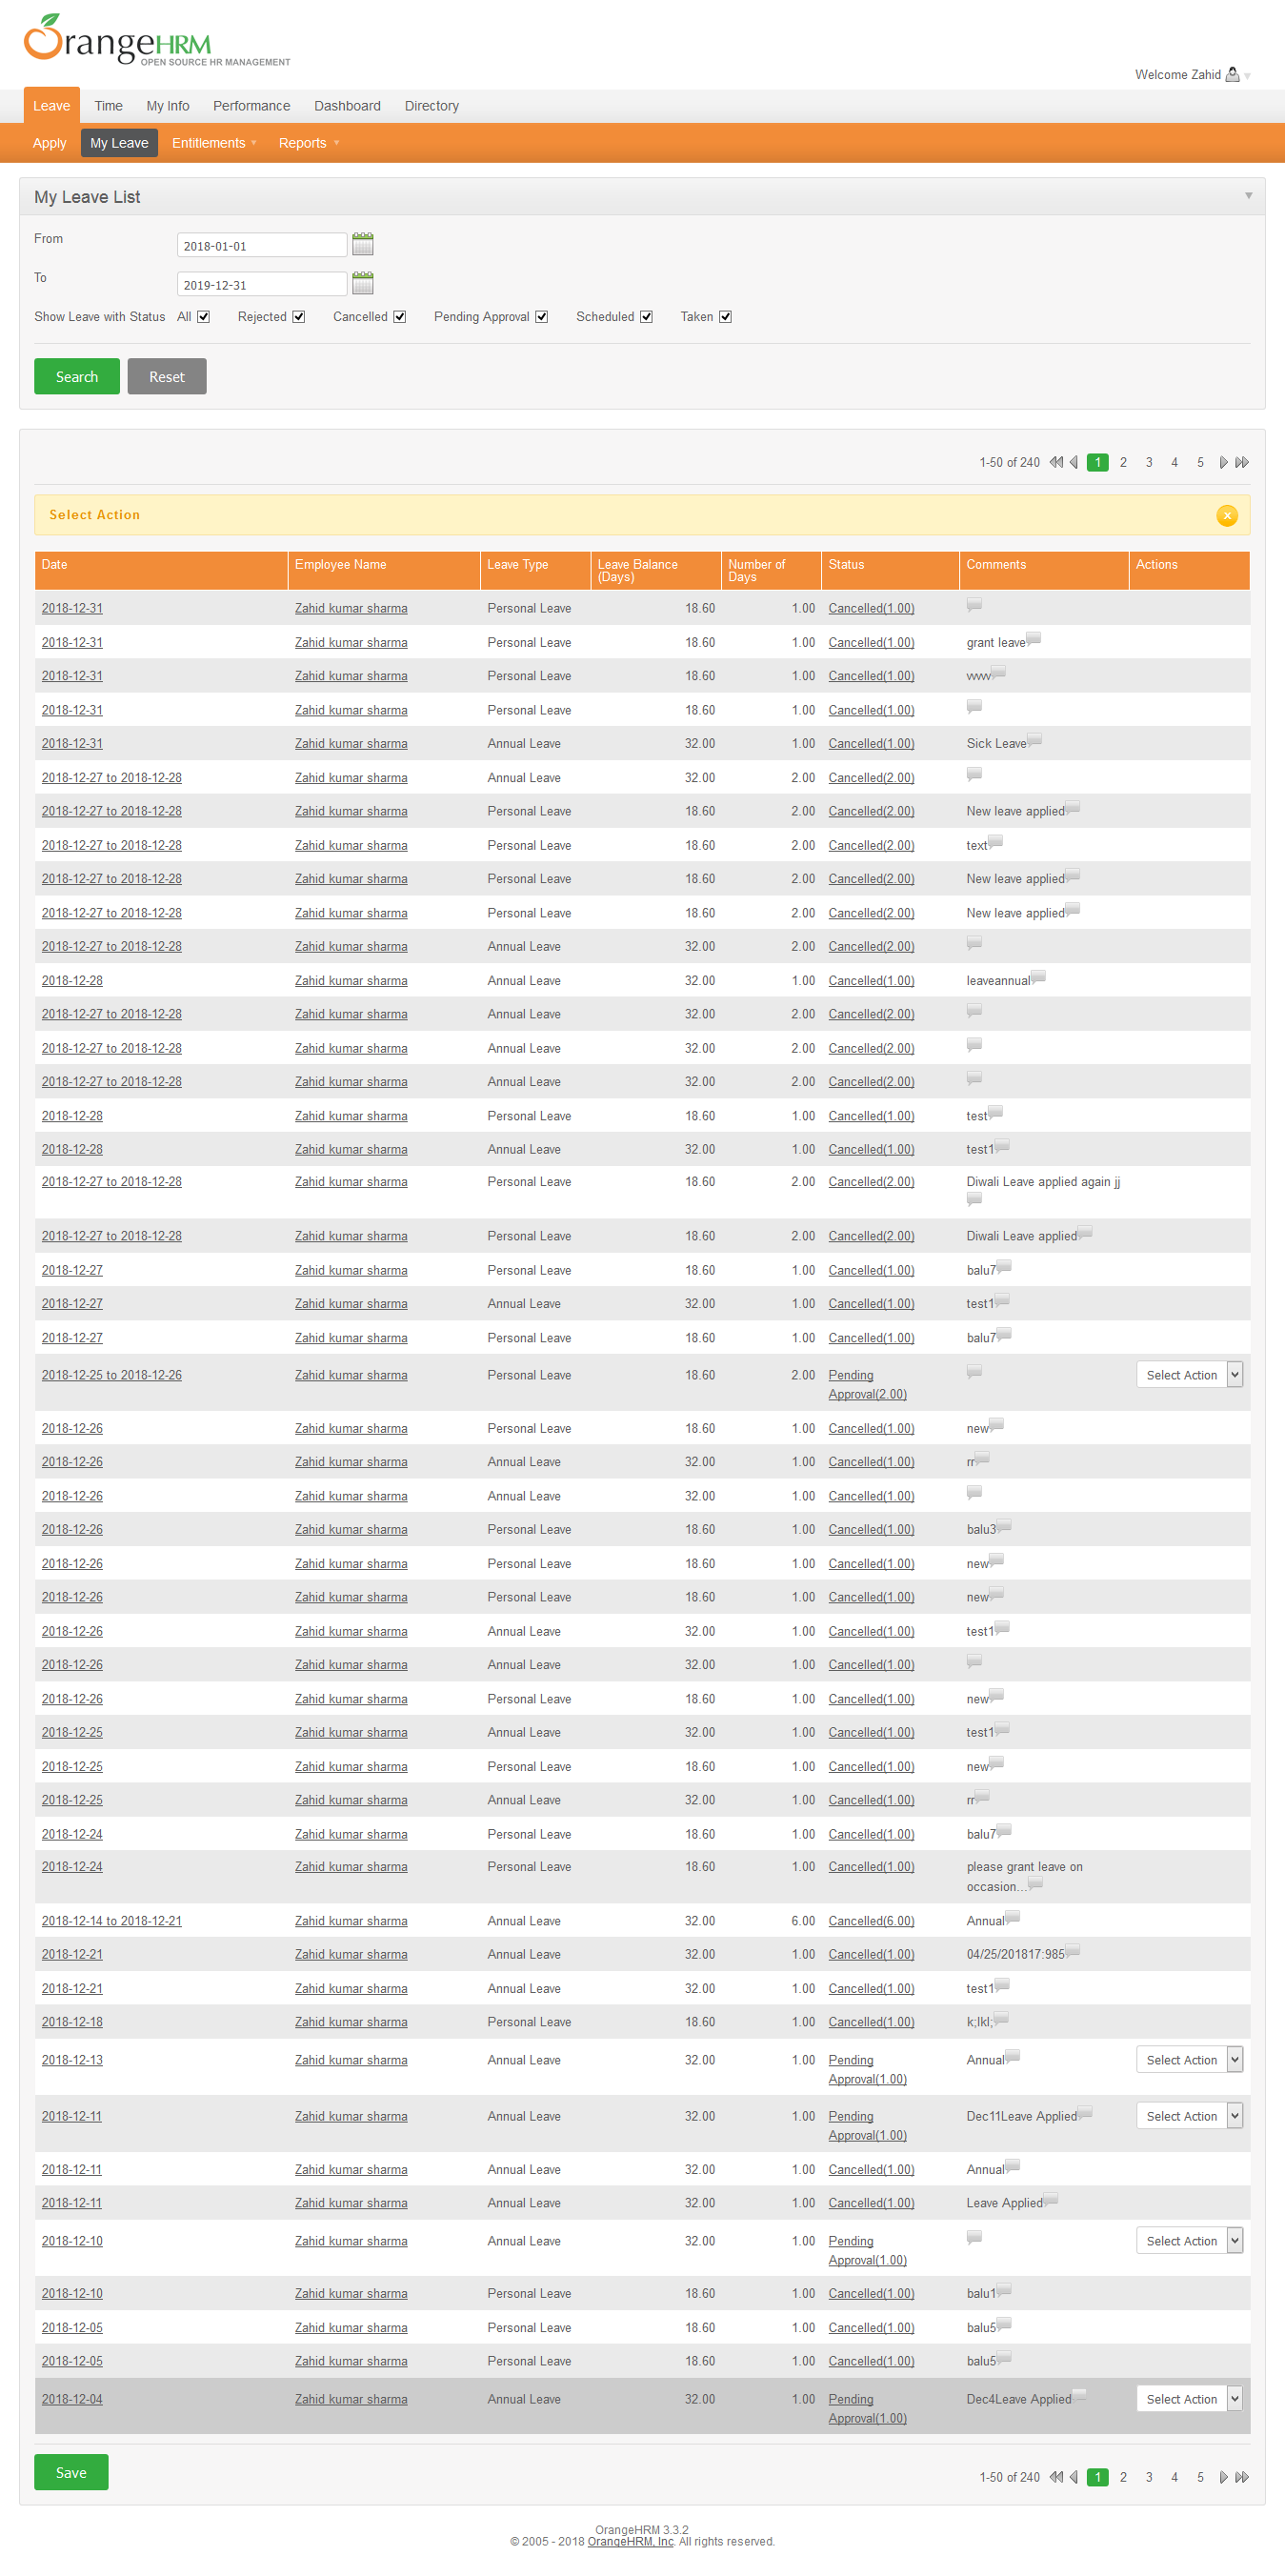 OrangeHRM
OPEN SOURCE HR MANAGEMENT
Welcome Zahid
Leave Time My Info Performance Dashboard Directory
Apply My Leave Entitlements Reports
My Leave List
From 2018-01-01
To 2019-12-31
Show Leave with Status All Rejected Cancelled Pending Approval Scheduled Taken
Search Reset
1-50 of 240 1 2 3 4 5
Select Action
Date Employee Name Leave Type Leave Balance (Days) Number of Days Status Comments Actions
2018-12-31 Zahid kumar sharma Personal Leave 18.60 1.00 Cancelled(1.00)
2018-12-31 Zahid kumar sharma Personal Leave 18.60 1.00 Cancelled(1.00) grant leave
2018-12-31 Zahid kumar sharma Personal Leave 18.60 1.00 Cancelled(1.00)
2018-12-31 Zahid kumar sharma Personal Leave 18.60 1.00 Cancelled(1.00)
2018-12-31 Zahid kumar sharma Annual Leave 32.00 1.00 Cancelled(1.00) Sick Leave
2018-12-27 to 2018-12-28 Zahid kumar sharma Annual Leave 32.00 2.00 Cancelled(2.00)
2018-12-27 to 2018-12-28 Zahid kumar sharma Personal Leave 18.60 2.00 Cancelled(2.00) New leave applied
2018-12-27 to 2018-12-28 Zahid kumar sharma Personal Leave 18.60 2.00 Cancelled(2.00) text
2018-12-27 to 2018-12-28 Zahid kumar sharma Personal Leave 18.60 2.00 Cancelled(2.00) New leave applied
2018-12-27 to 2018-12-28 Zahid kumar sharma Personal Leave 18.60 2.00 Cancelled(2.00) New leave applied
2018-12-27 to 2018-12-28 Zahid kumar sharma Annual Leave 32.00 2.00 Cancelled(2.00)
2018-12-28 Zahid kumar sharma Annual Leave 32.00 1.00 Cancelled(1.00) leaveannual
2018-12-27 to 2018-12-28 Zahid kumar sharma Annual Leave 32.00 2.00 Cancelled(2.00)
2018-12-27 to 2018-12-28 Zahid kumar sharma Annual Leave 32.00 2.00 Cancelled(2.00)
2018-12-27 to 2018-12-28 Zahid kumar sharma Annual Leave 32.00 2.00 Cancelled(2.00)
2018-12-28 Zahid kumar sharma Personal Leave 18.60 1.00 Cancelled(1.00) test
2018-12-28 Zahid kumar sharma Annual Leave 32.00 1.00 Cancelled(1.00) test1
2018-12-27 to 2018-12-28 Zahid kumar sharma Personal Leave 18.60 2.00 Cancelled(2.00) Diwali Leave applied again jj
2018-12-27 to 2018-12-28 Zahid kumar sharma Personal Leave 18.60 2.00 Cancelled(2.00) Diwali Leave applied
2018-12-27 Zahid kumar sharma Personal Leave 18.60 1.00 Cancelled(1.00) balu7
2018-12-27 Zahid kumar sharma Annual Leave 32.00 1.00 Cancelled(1.00) test1
2018-12-27 Zahid kumar sharma Personal Leave 18.60 1.00 Cancelled(1.00) balu7
2018-12-25 to 2018-12-26 Zahid kumar sharma Personal Leave 18.60 2.00 Pending Approval(2.00) Select Action
2018-12-26 Zahid kumar sharma Personal Leave 18.60 1.00 Cancelled(1.00) new
2018-12-26 Zahid kumar sharma Annual Leave 32.00 1.00 Cancelled(1.00) rr
2018-12-26 Zahid kumar sharma Annual Leave 32.00 1.00 Cancelled(1.00)
2018-12-26 Zahid kumar sharma Personal Leave 18.60 1.00 Cancelled(1.00) balu3
2018-12-26 Zahid kumar sharma Personal Leave 18.60 1.00 Cancelled(1.00) new
2018-12-26 Zahid kumar sharma Personal Leave 18.60 1.00 Cancelled(1.00) new
2018-12-26 Zahid kumar sharma Annual Leave 32.00 1.00 Cancelled(1.00) test1
2018-12-26 Zahid kumar sharma Annual Leave 32.00 1.00 Cancelled(1.00)
2018-12-26 Zahid kumar sharma Personal Leave 18.60 1.00 Cancelled(1.00) new
2018-12-25 Zahid kumar sharma Annual Leave 32.00 1.00 Cancelled(1.00) test1
2018-12-25 Zahid kumar sharma Personal Leave 18.60 1.00 Cancelled(1.00) new
2018-12-25 Zahid kumar sharma Annual Leave 32.00 1.00 Cancelled(1.00) rr
2018-12-24 Zahid kumar sharma Personal Leave 18.60 1.00 Cancelled(1.00) balu7
2018-12-24 Zahid kumar sharma Personal Leave 18.60 1.00 Cancelled(1.00) please grant leave on
occasion...
2018-12-14 to 2018-12-21 Zahid kumar sharma Annual Leave 32.00 6.00 Cancelled(6.00) Annual
2018-12-21 Zahid kumar sharma Annual Leave 32.00 1.00 Cancelled(1.00) 04/25/201817:985
2018-12-21 Zahid kumar sharma Annual Leave 32.00 1.00 Cancelled(1.00) test1
2018-12-18 Zahid kumar sharma Personal Leave 18.60 1.00 Cancelled(1.00) k;lkl;
2018-12-13 Zahid kumar sharma Annual Leave 32.00 1.00 Pending Approval(1.00) Annual Select Action
2018-12-11 Zahid kumar sharma Annual Leave 32.00 1.00 Pending Approval(1.00) Dec11Leave Applied Select Action
2018-12-11 Zahid kumar sharma Annual Leave 32.00 1.00 Cancelled(1.00) Annual
2018-12-11 Zahid kumar sharma Annual Leave 32.00 1.00 Cancelled(1.00) Leave Applied
2018-12-10 Zahid kumar sharma Annual Leave 32.00 1.00 Pending Approval(1.00) Select Action
2018-12-10 Zahid kumar sharma Personal Leave 18.60 1.00 Cancelled(1.00) balu1
2018-12-05 Zahid kumar sharma Personal Leave 18.60 1.00 Cancelled(1.00) balu5
2018-12-05 Zahid kumar sharma Personal Leave 18.60 1.00 Cancelled(1.00) balu5
2018-12-04 Zahid kumar sharma Annual Leave 32.00 1.00 Pending Approval(1.00) Dec4Leave Applied Select Action
Save
1-50 of 240 1 2 3 4 5
OrangeHRM 3.3.2
© 2005 - 2018 OrangeHRM, Inc. All rights reserved.